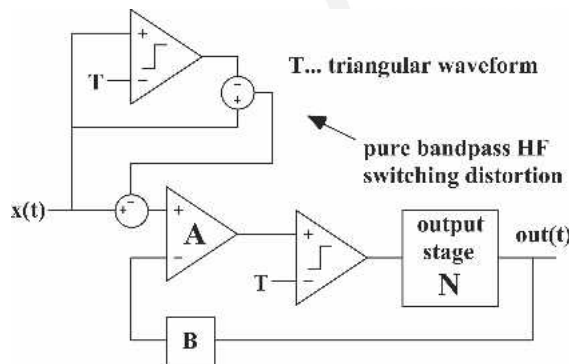 +
−
T
T... triangular waveform
−
+
pure bandpass HF
switching distortion
x(t)
+ −
+
A
−
+
T
−
output
stage
N
out(t)
B